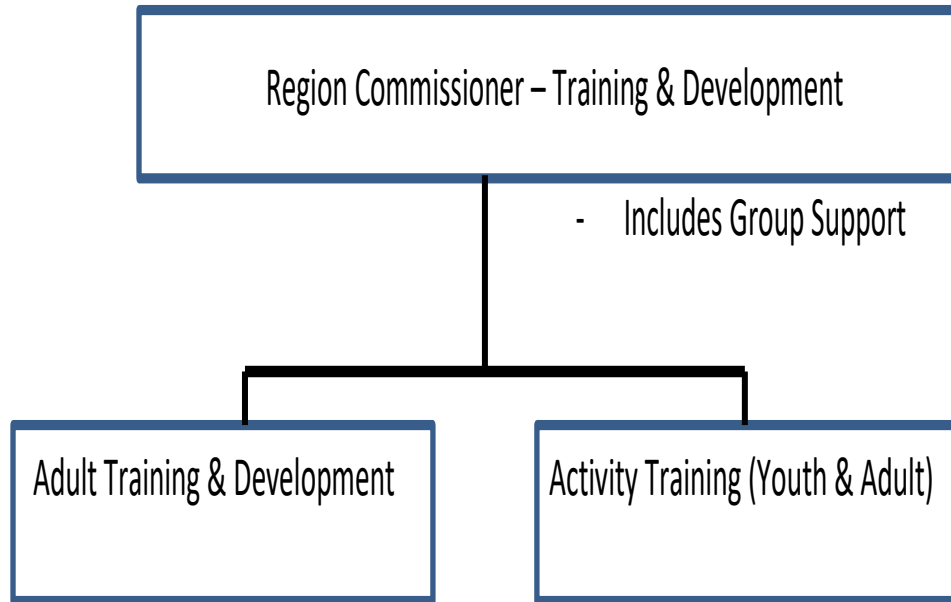 Region Commissioner – Training & Development
- Includes Group Support
Adult Training & Development
Activity Training (Youth & Adult)